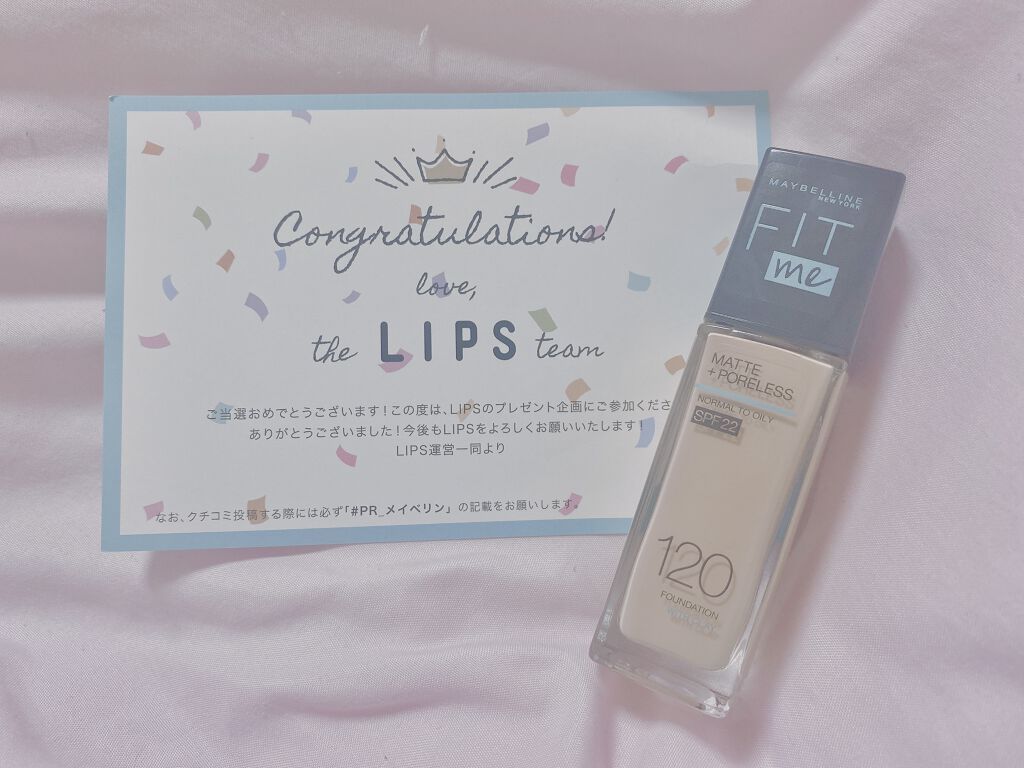 Congratulations!
love,
the LIPS team
ご当選おめでとうございます！この度は、LIPSのプレゼント企画にご参加くださ
ありがとうございました！今後もLIPSをよろしくお願いいたします！
LIPS運営一同より
なお、クチコミ投稿する際には必ず「#PR_メイベリン」の記載をお願いします。
MAYBELLINE
NEW YORK
FIT
me
MATTE
+PORELESS
NORMAL TO OILY
SPF 22
120
FOUNDATION